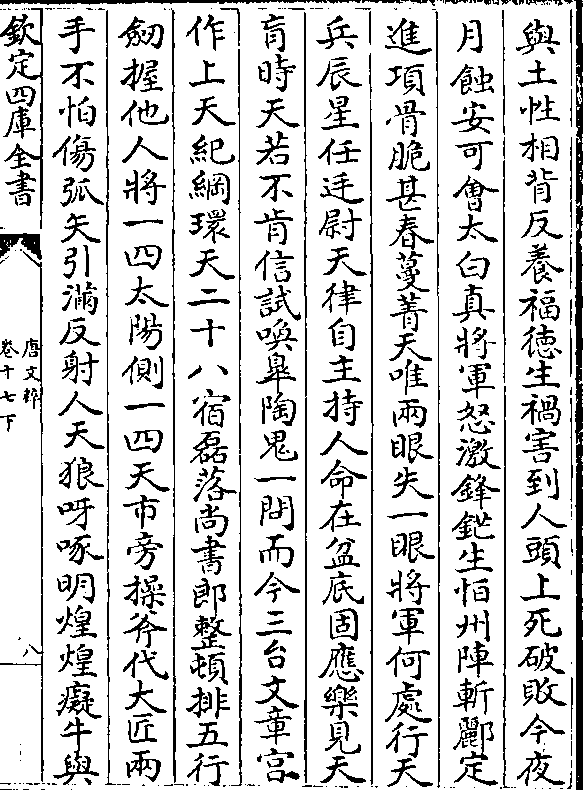 與土性相背反養福徳生禍害到人頭上死破敗今夜
月蝕安可㑹太白真將軍怒激鋒鉇生怕州陣斬酈定
進項骨脆甚春蔓菁天唯兩眼失一眼將軍何處行天
兵辰星任廷尉天律自主持人命在盆底固應樂見天
肓時天若不肯信試喚臯陶鬼一問而今三台文章宫
作上天紀綱環天二十八宿磊落尚書郎整頓排五行
劒握他人將一四太陽側一四天市旁操斧代大匠兩
手不怕傷弧矢引滿反射人天狼呀啄明煌煌癡牛與
欽定四庫全書
唐文粹
卷十七下
八